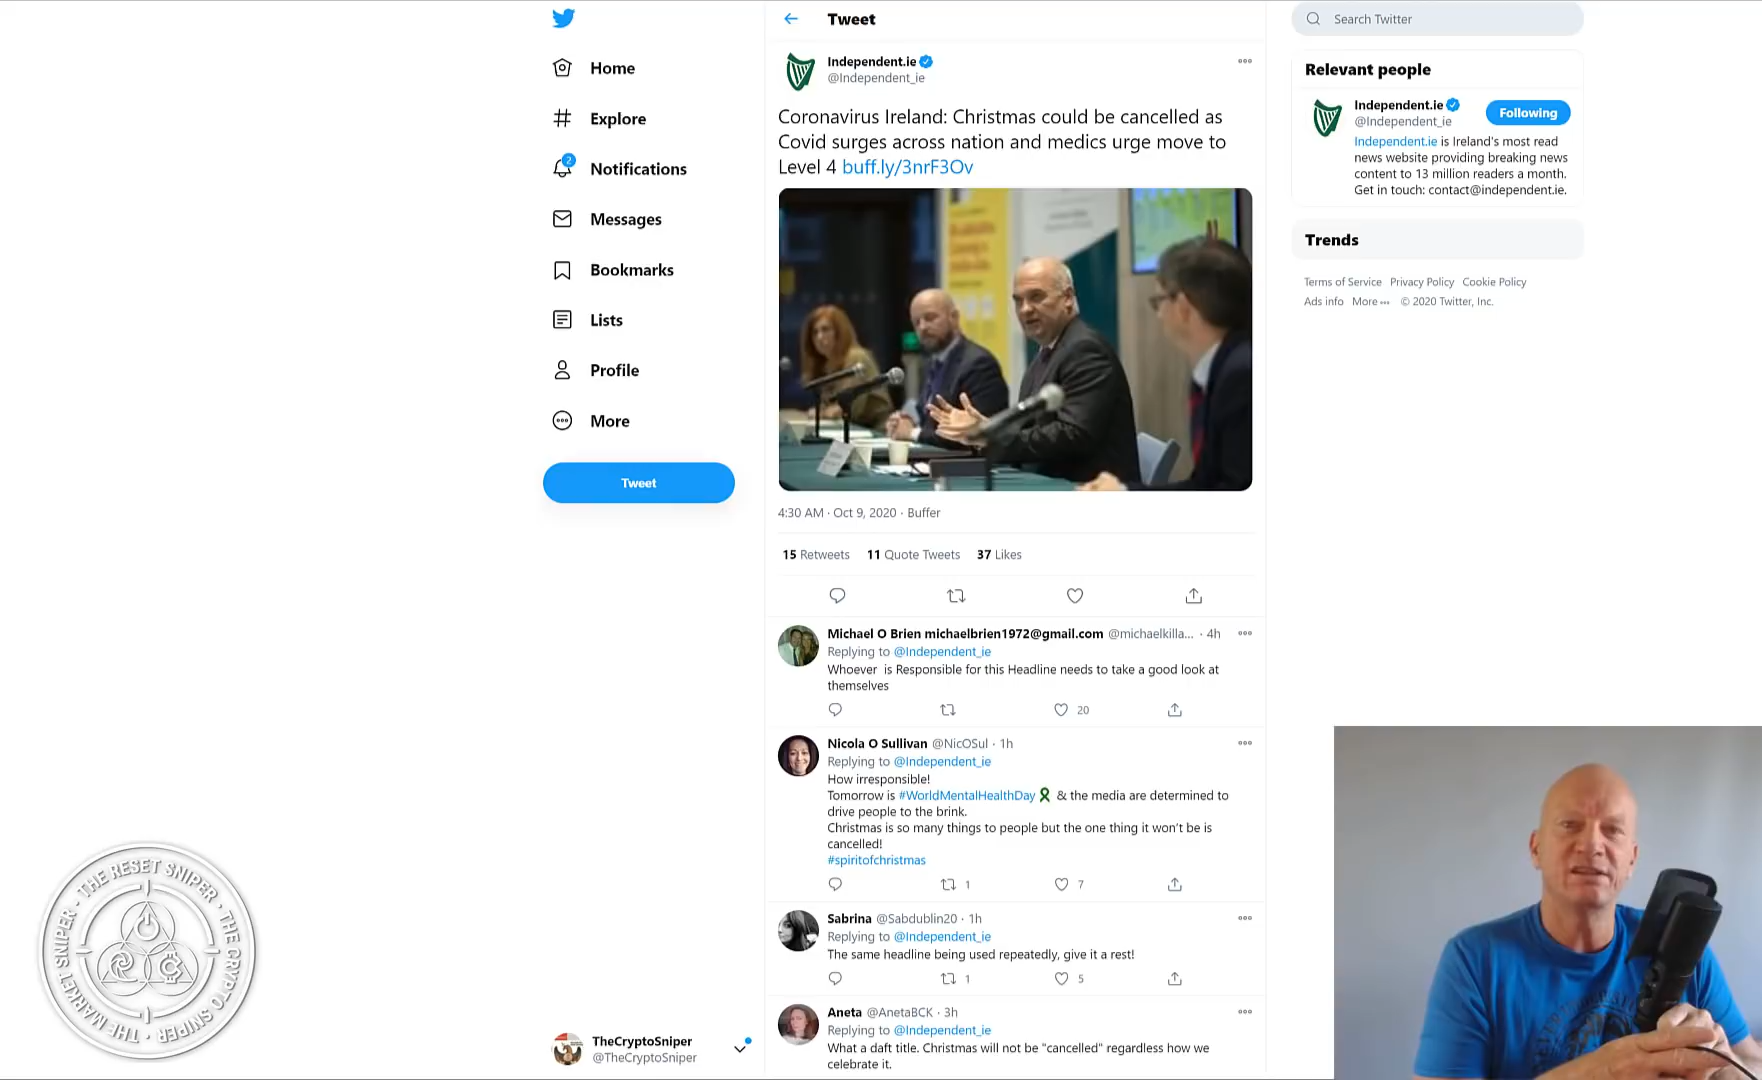 Home
Explore
2
Notifications
Messages
Bookmarks
Lists
Profile
More
Tweet
TheCryptoSniper
@TheCryptoSniper
Tweet
Independent.ie
@Independent_ie
Coronavirus Ireland: Christmas could be cancelled as
Covid surges across nation and medics urge move to
Level 4 buff.ly/3nrF3Ov
4:30 AM · Oct 9, 2020 · Buffer
15 Retweets 11 Quote Tweets 37 Likes
Michael O Brien michaelbrien1972@gmail.com @michaelkilla... · 4h
Replying to @Independent_ie
Whoever is Responsible for this Headline needs to take a good look at
themselves
20
Nicola O Sullivan @NicOSul · 1h
Replying to @Independent_ie
How irresponsible!
Tomorrow is #WorldMentalHealthDay & the media are determined to
drive people to the brink.
Christmas is so many things to people but the one thing it won't be is
cancelled!
#spiritofchristmas
1 7
Sabrina @Sabdublin20 · 1h
Replying to @Independent_ie
The same headline being used repeatedly, give it a rest!
1 5
Aneta @AnetaBCK · 3h
Replying to @Independent_ie
What a daft title. Christmas will not be "cancelled" regardless how we
celebrate it.
Search Twitter
Relevant people
Independent.ie
@Independent_ie
Following
Independent.ie is Ireland's most read
news website providing breaking news
content to 13 million readers a month.
Get in touch: contact@independent.ie.
Trends
Terms of Service Privacy Policy Cookie Policy
Ads info More ··· © 2020 Twitter, Inc.
THE RESET SNIPER · THE CRYPTO SNIPER · THE MARKET SNIPER ·